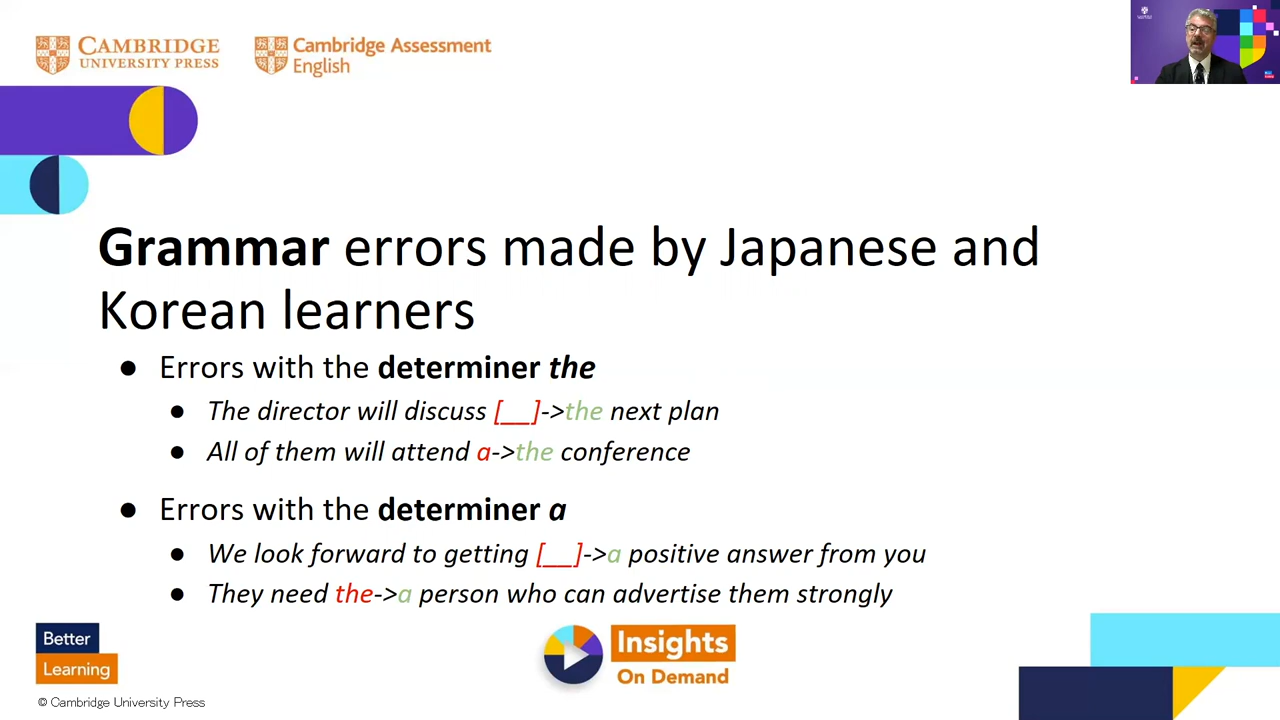 CAMBRIDGE
UNIVERSITY PRESS
Cambridge Assessment
English
Grammar errors made by Japanese and
Korean learners
● Errors with the determiner the
● The director will discuss [__]->the next plan
● All of them will attend a->the conference
● Errors with the determiner a
● We look forward to getting [__]->a positive answer from you
● They need the->a person who can advertise them strongly
Better
Learning
Insights
On Demand
© Cambridge University Press